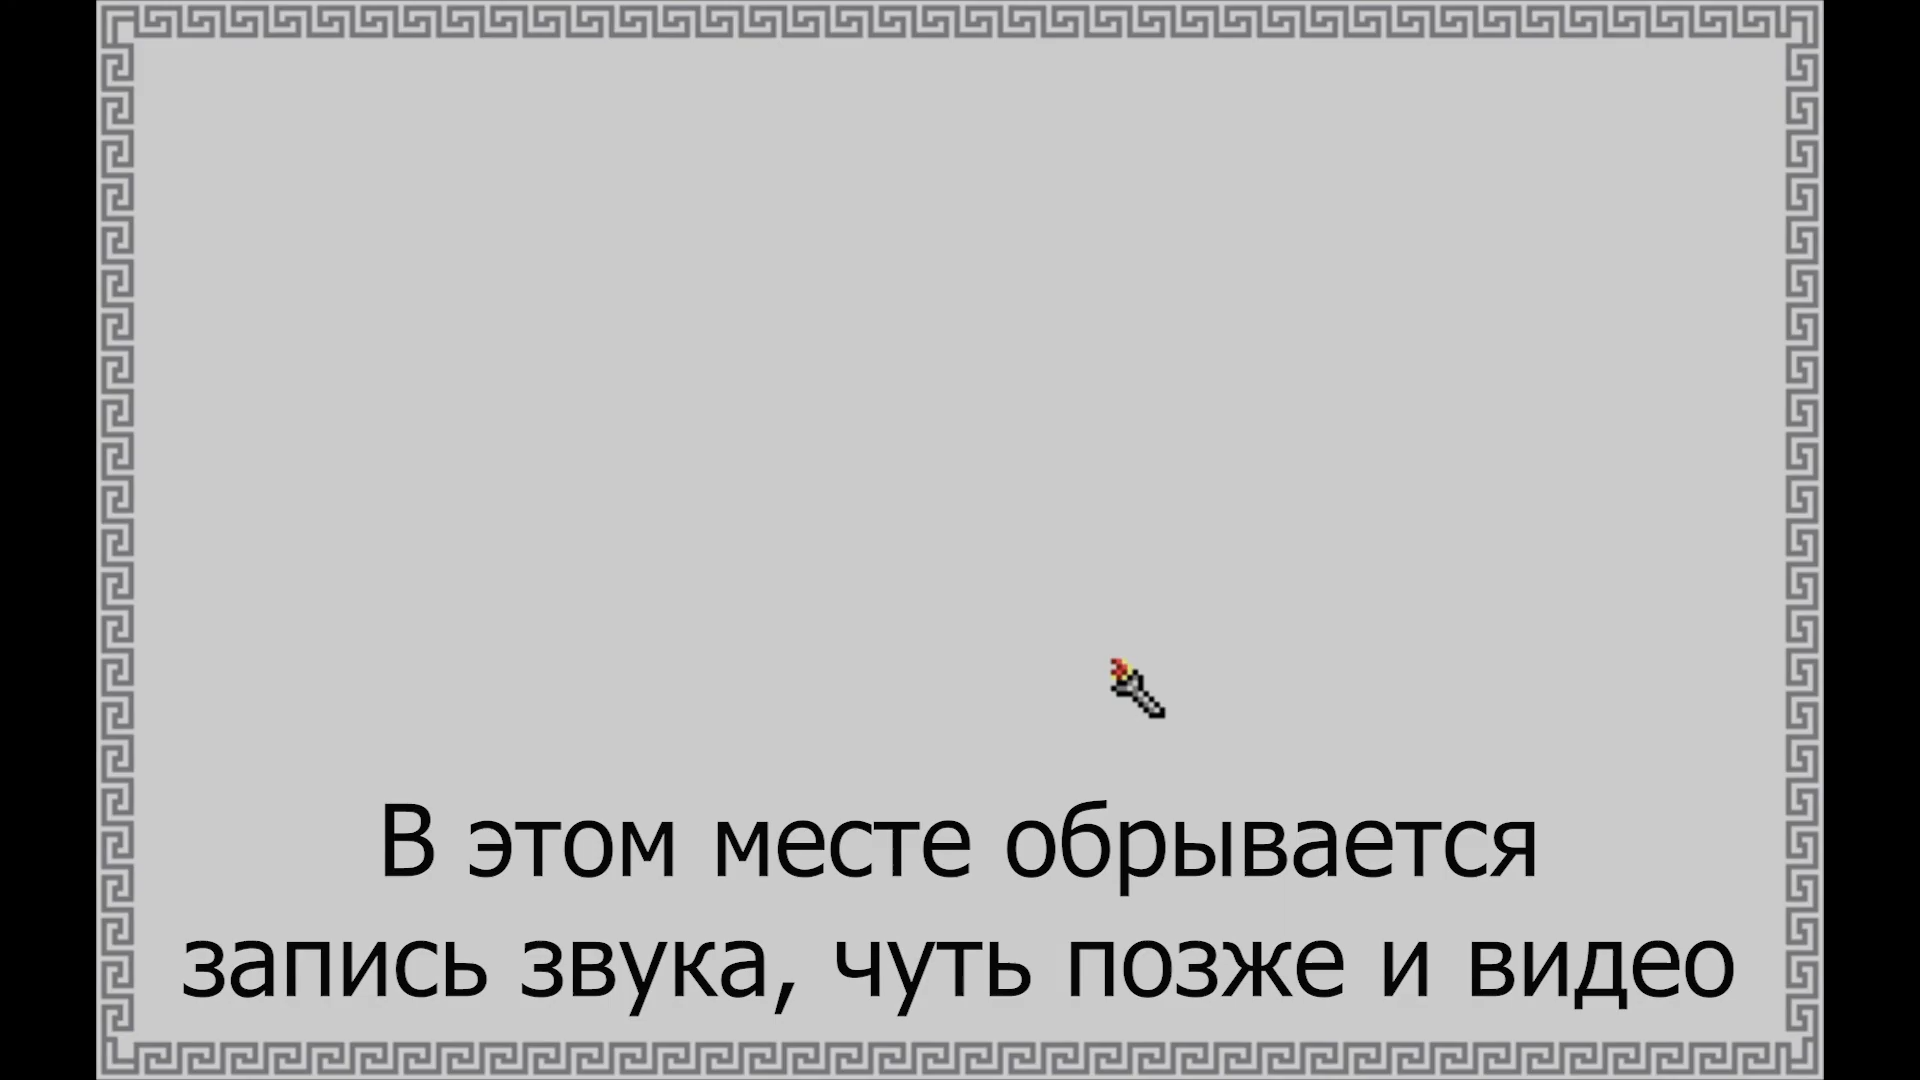 В этом месте обрывается
запись звука, чуть позже и видео